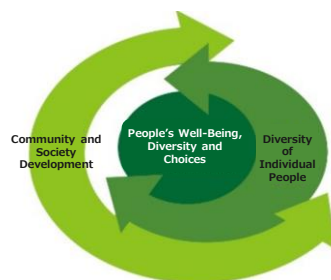 Community and
Society
Development
People's Well-Being,
Diversity and
Choices
Diversity
of
Individual
People